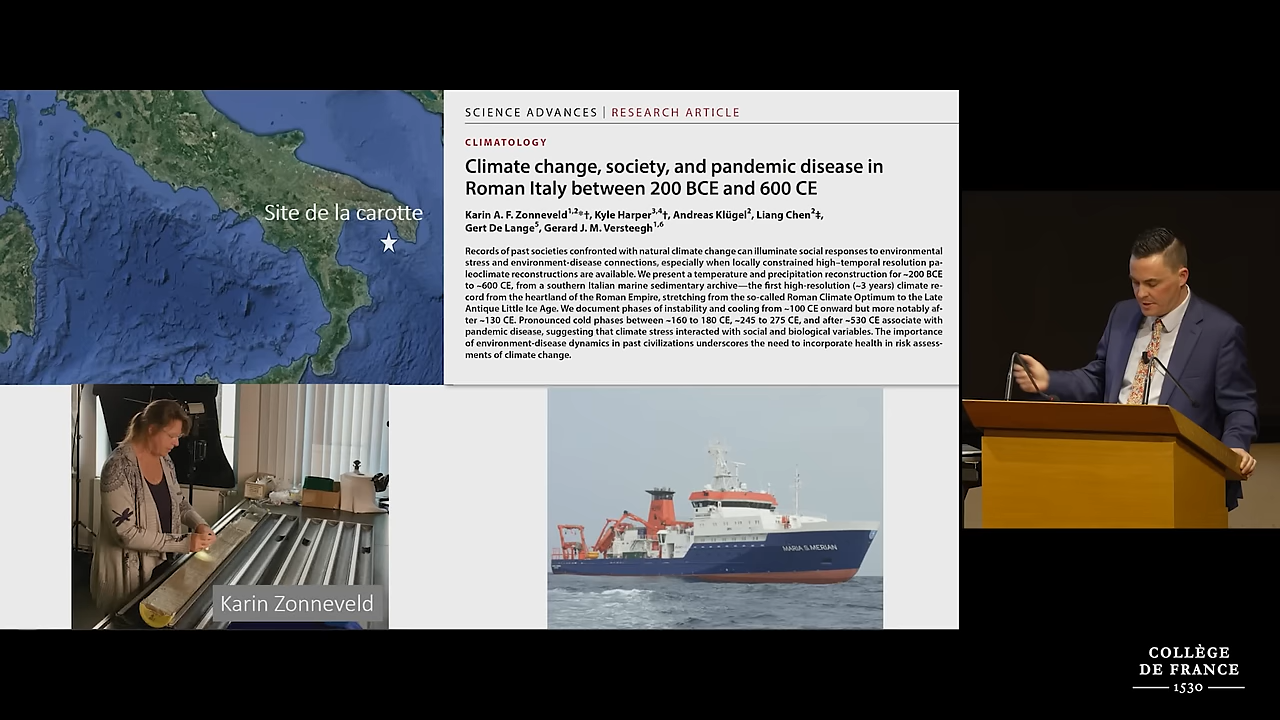 Site de la carotte
SCIENCE ADVANCES | RESEARCH ARTICLE
CLIMATOLOGY
Climate change, society, and pandemic disease in
Roman Italy between 200 BCE and 600 CE
Karin A. F. Zonneveld1,2*†, Kyle Harper3,4†, Andreas Klügel2, Liang Chen2‡,
Gert De Lange5, Gerard J. M. Versteegh1,6
Records of past societies confronted with natural climate change can illuminate social responses to environmental
stress and environment-disease connections, especially when locally constrained high–temporal resolution pa-
leoclimate reconstructions are available. We present a temperature and precipitation reconstruction for ~200 BCE
to ~600 CE, from a southern Italian marine sedimentary archive—the first high-resolution (~3 years) climate re-
cord from the heartland of the Roman Empire, stretching from the so-called Roman Climate Optimum to the Late
Antique Little Ice Age. We document phases of instability and cooling from ~100 CE onward but more notably af-
ter ~130 CE. Pronounced cold phases between ~160 to 180 CE, ~245 to 275 CE, and after ~530 CE associate with
pandemic disease, suggesting that climate stress interacted with social and biological variables. The importance
of environment-disease dynamics in past civilizations underscores the need to incorporate health in risk assess-
ments of climate change.
Karin Zonneveld
MARIA S. MERIAN
COLLÈGE
DE FRANCE
1530